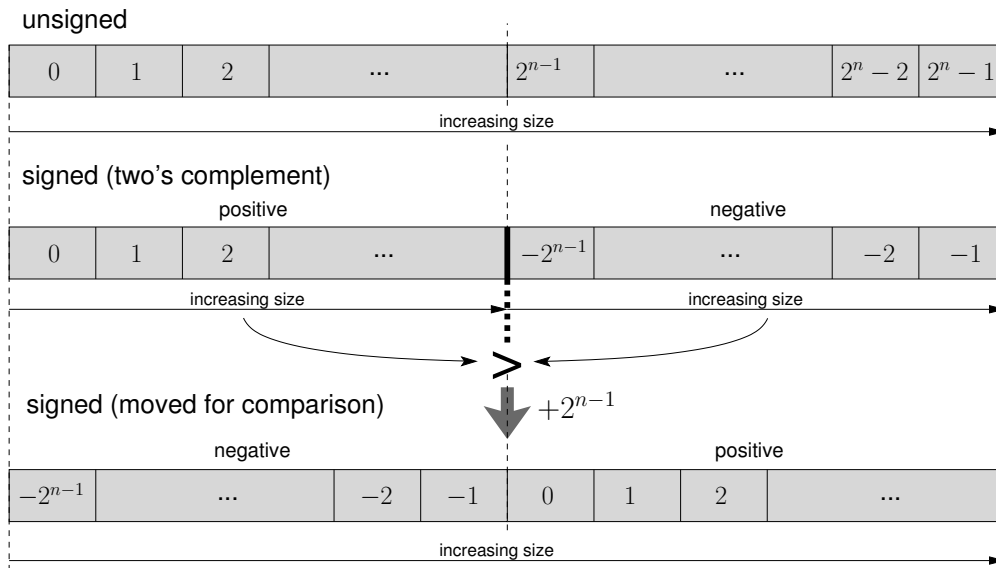 unsigned
0 1 2 ... 2^{n-1} ... 2^n - 2 2^n - 1
increasing size
signed (two's complement)
positive negative
0 1 2 ... -2^{n-1} ... -2 -1
increasing size increasing size
>
signed (moved for comparison) +2^{n-1}
negative positive
-2^{n-1} ... -2 -1 0 1 2 ...
increasing size